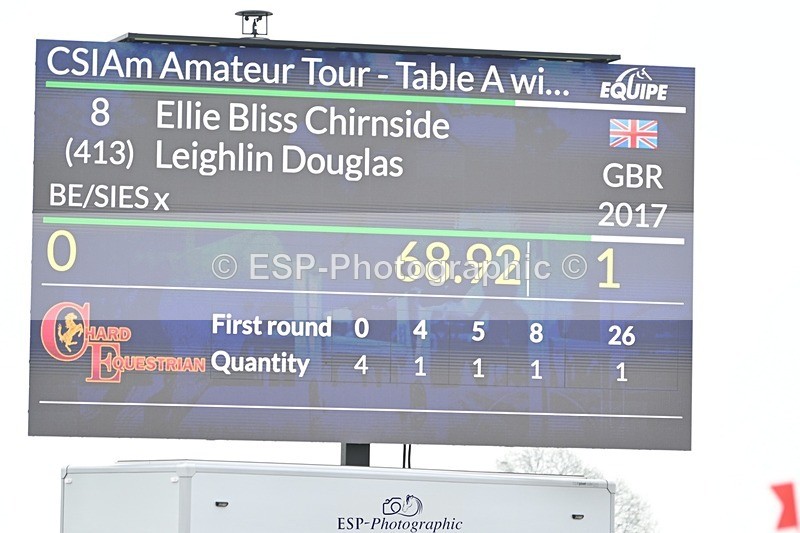 CSIAm Amateur Tour - Table A wi...
EQUIPE
8 Ellie Bliss Chirnside
(413) Leighlin Douglas
GBR
BE/SIES x
2017
0 68.92 1
© ESP-Photographic ©
CHARD EQUESTRIAN
First round 0 4 5 8 26
Quantity 4 1 1 1 1
ESP-Photographic